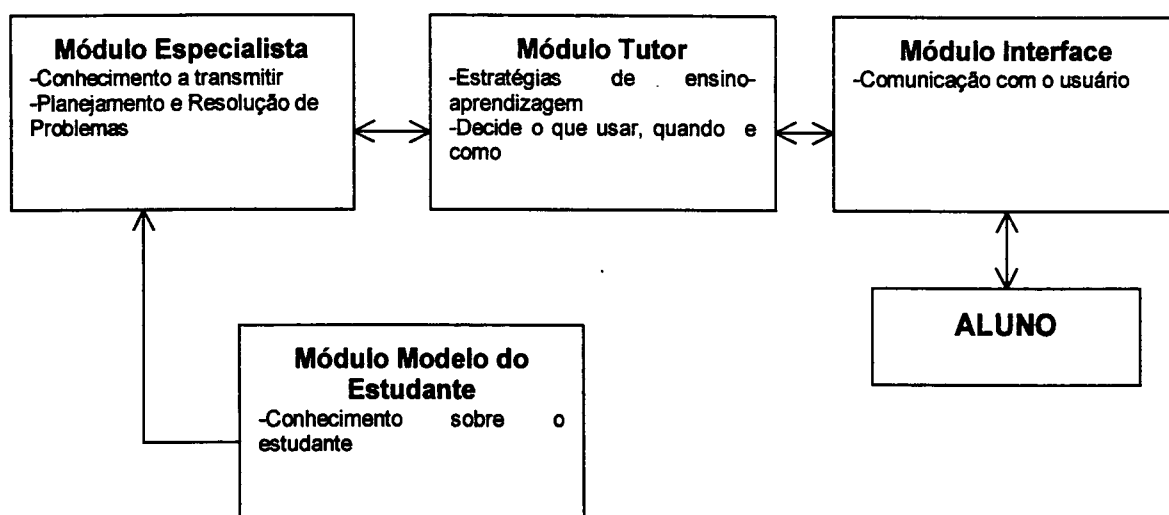 Módulo Especialista
-Conhecimento a transmitir
-Planejamento e Resolução de
Problemas
Módulo Tutor
-Estratégias de ensino-
aprendizagem
-Decide o que usar, quando e
como
Módulo Interface
-Comunicação com o usuário
ALUNO
Módulo Modelo do
Estudante
-Conhecimento sobre o
estudante